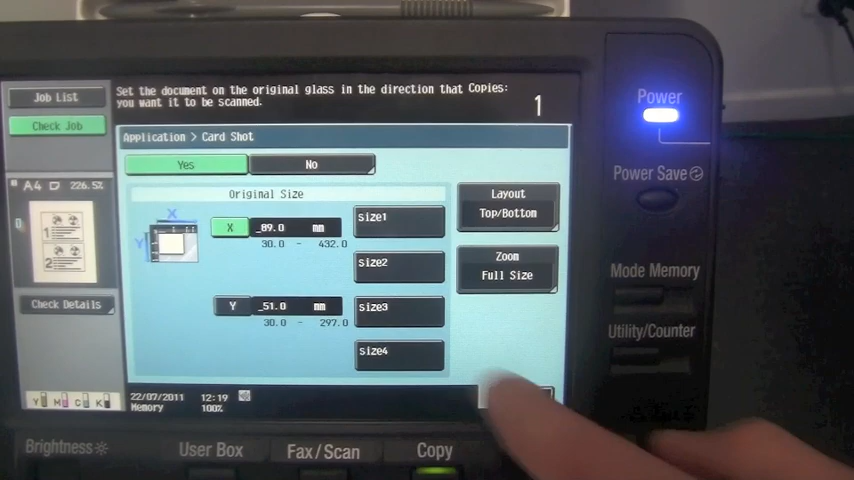 Job List
Check Job
Set the document on the original glass in the direction that Copies:
you want it to be scanned.
1
Application > Card Shot
Yes
No
Original Size
X
X
_89.0 mm
30.0 - 432.0
Y
Y
_51.0 mm
30.0 - 297.0
size1
size2
size3
size4
Layout
Top/Bottom
Zoom
Full Size
A4 226.5%
1
2
Check Details
Y M C K
22/07/2011 12:19
Memory 100%
Power
Power Save
Mode Memory
Utility/Counter
Brightness
User Box
Fax/Scan
Copy